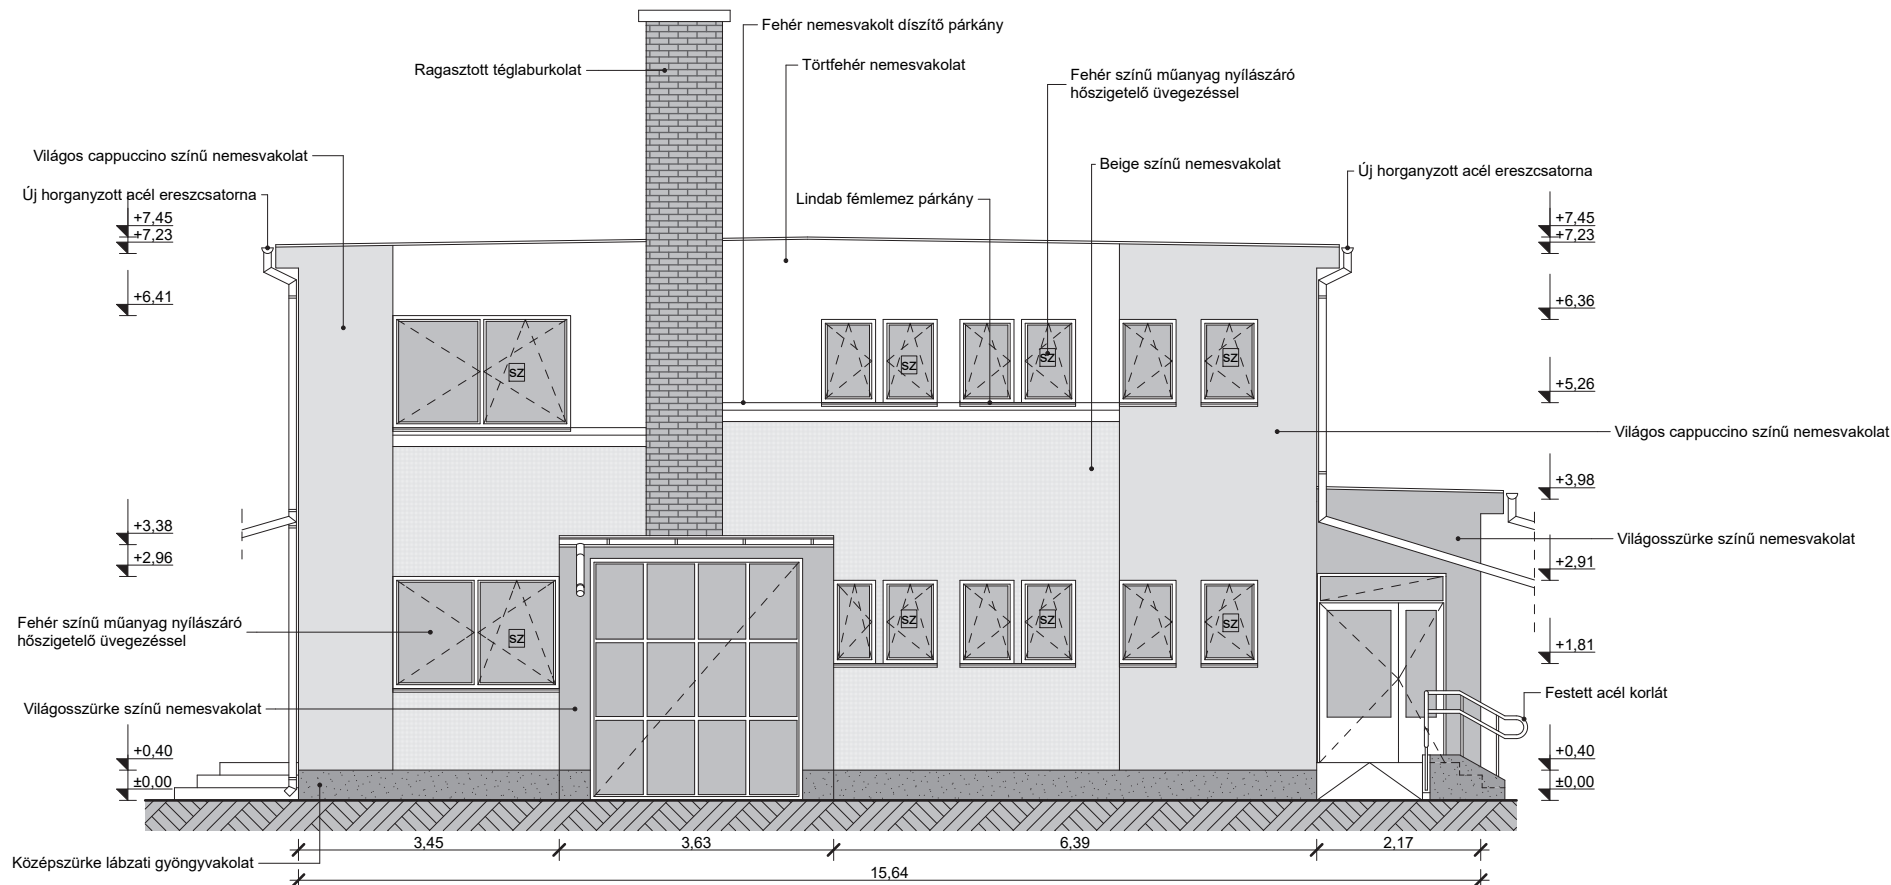 Fehér nemesvakolt díszítő párkány
Ragasztott téglaburkolat
Törtfehér nemesvakolat
Fehér színű műanyag nyílászáró
hőszigetelő üvegezéssel
Világos cappuccino színű nemesvakolat
Beige színű nemesvakolat
Új horganyzott acél ereszcsatorna
Új horganyzott acél ereszcsatorna
Lindab fémlemez párkány
+7,45
+7,23
+7,45
+7,23
+6,41
+6,36
SZ
SZ
SZ
SZ
+5,26
Világos cappuccino színű nemesvakolat
+3,98
+3,38
Világosszürke színű nemesvakolat
+2,96
+2,91
Fehér színű műanyag nyílászáró
hőszigetelő üvegezéssel
SZ
SZ
SZ
SZ
+1,81
Világosszürke színű nemesvakolat
Festett acél korlát
+0,40
+0,40
±0,00
±0,00
3,45
3,63
6,39
2,17
Középszürke lábzati gyöngyvakolat
15,64